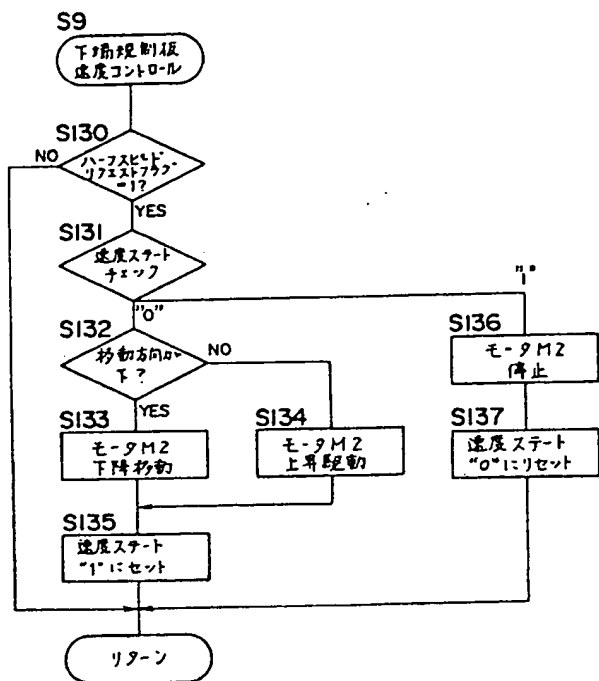 S9
下端規制板
速度コントロール
S130
NO
ハーフスピード
リクエストフラグ
=1?
YES
S131
速度ステート
チェック
"0"
"1"
S132
移動方向が
下?
NO
YES
S133
モータM2
下降移動
S134
モータM2
上昇駆動
S135
速度ステート
"1"にセット
S136
モータM2
停止
S137
速度ステート
"0"にリセット
リターン